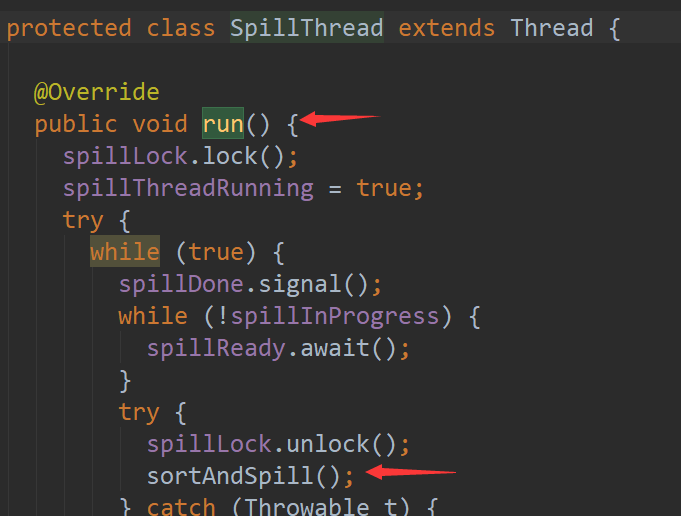 protected class SpillThread extends Thread {
@Override
public void run() {
spillLock.lock();
spillThreadRunning = true;
try {
while (true) {
spillDone.signal();
while (!spillInProgress) {
spillReady.await();
}
try {
spillLock.unlock();
sortAndSpill();
} catch (Throwable t) {